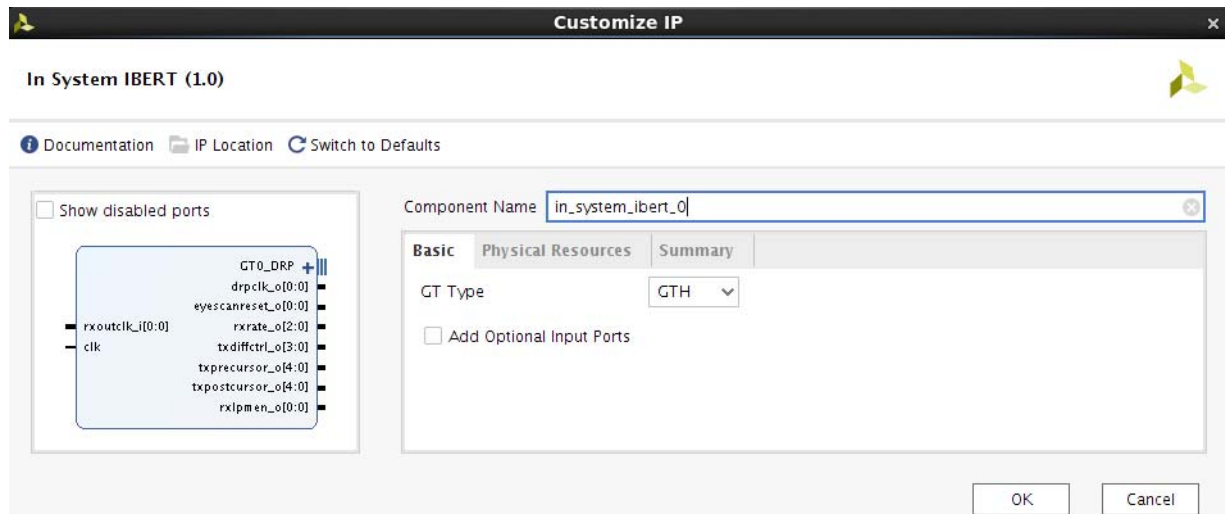 Customize IP
In System IBERT (1.0)
Documentation IP Location Switch to Defaults
Show disabled ports
GT0_DRP
drpclk_o[0:0]
eyescanreset_o[0:0]
rxoutclk_i[0:0] rxrate_o[2:0]
clk txdiffctrl_o[3:0]
txprecursor_o[4:0]
txpostcursor_o[4:0]
rxlpmen_o[0:0]
Component Name in_system_ibert_0
Basic Physical Resources Summary
GT Type GTH
Add Optional Input Ports
OK Cancel